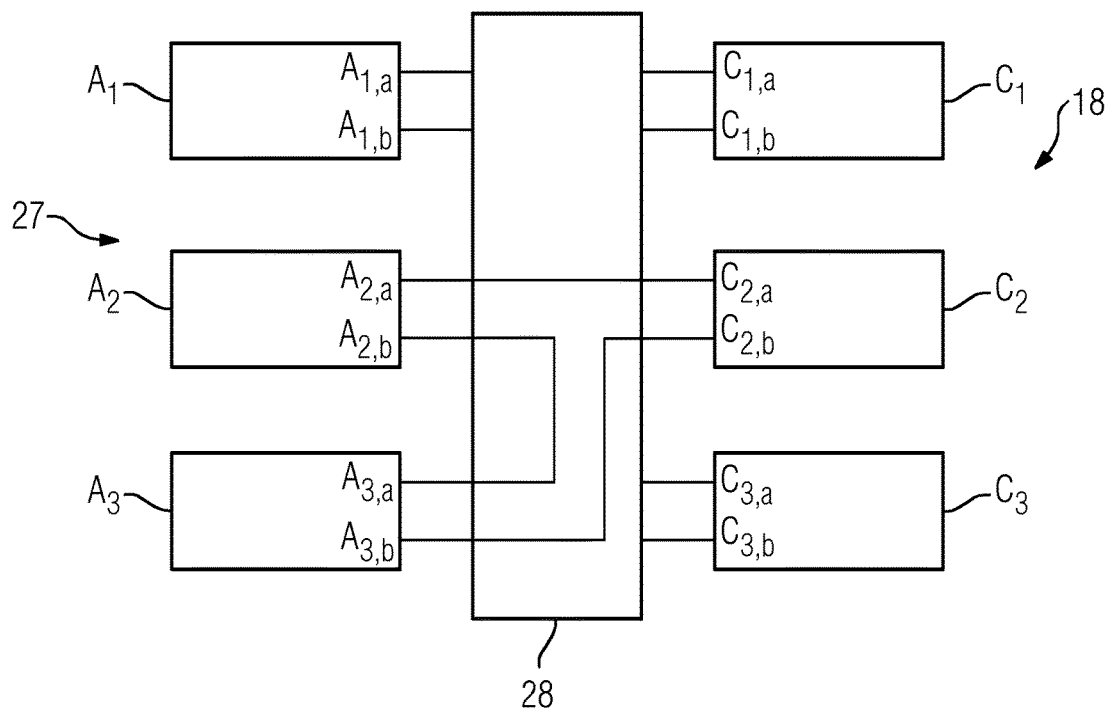 A1
A1,a
A1,b
C1,a
C1,b
C1
18
27
A2
A2,a
A2,b
C2,a
C2,b
C2
A3
A3,a
A3,b
C3,a
C3,b
C3
28